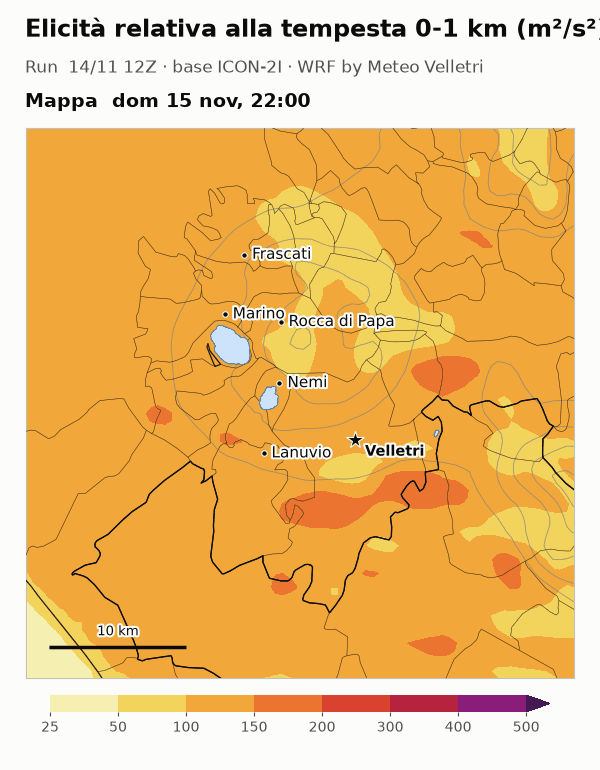 Elicità relativa alla tempesta 0-1 km (m²/s²)
Run  14/11 12Z · base ICON-2I · WRF by Meteo Velletri
Mappa  dom 15 nov, 22:00
Frascati
Marino
Rocca di Papa
Nemi
Velletri
Lanuvio
10 km
25 50 100 150 200 300 400 500